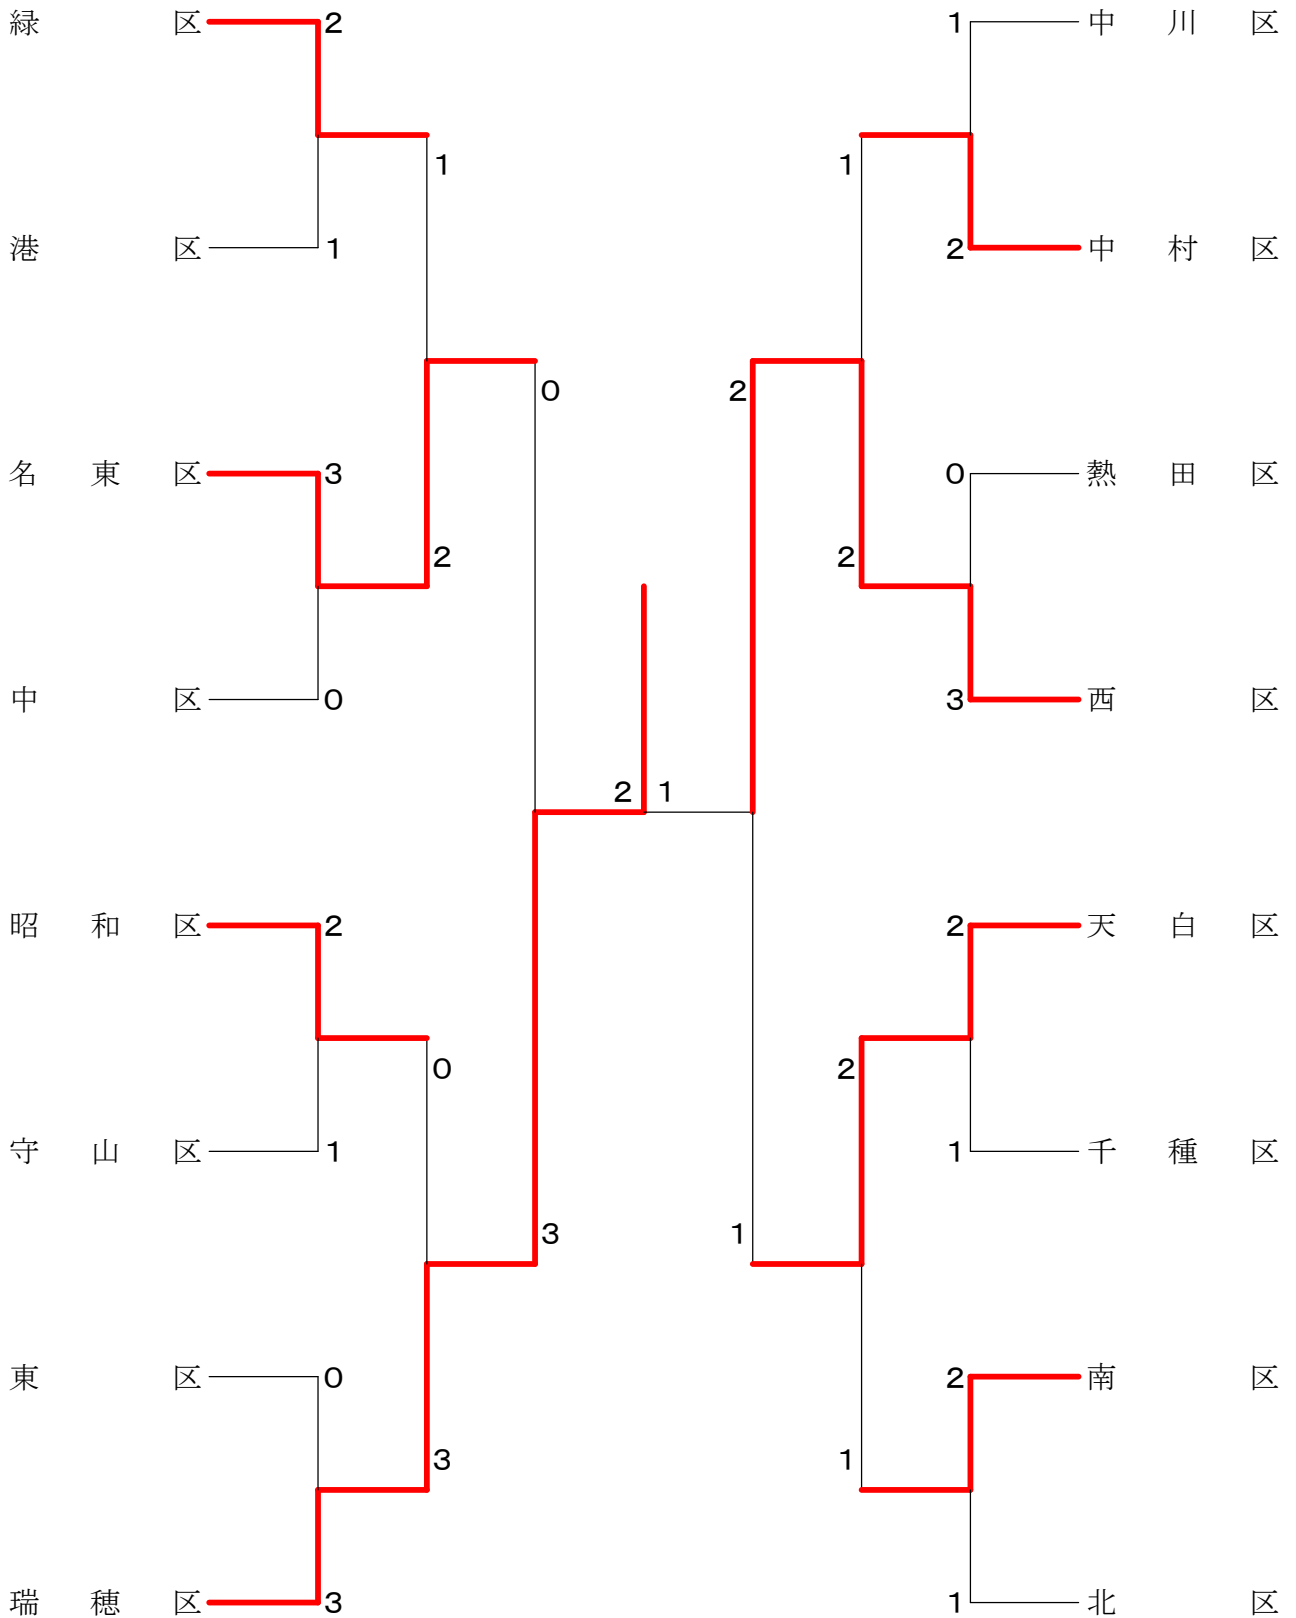 緑区 2 1 中川区
1 1
港区 1 2 中村区
0 2
名東区 3 0 熱田区
2 2
中区 0 3 西区
2 1
昭和区 2 2 天白区
0 2
守山区 1 1 千種区
3 1
東区 0 2 南区
3 1
瑞穂区 3 1 北区